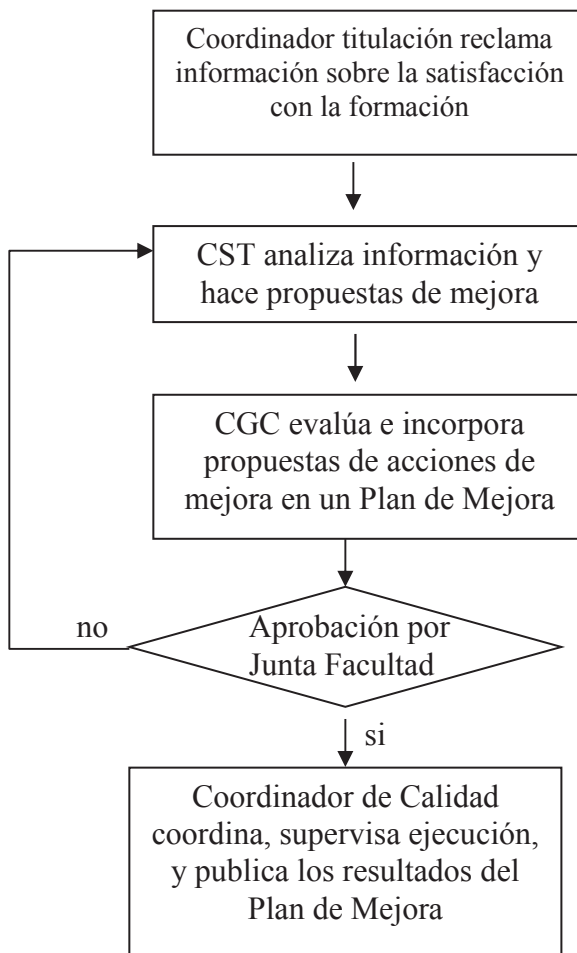 Coordinador titulación reclama
información sobre la satisfacción
con la formación
CST analiza información y
hace propuestas de mejora
CGC evalúa e incorpora
propuestas de acciones de
mejora en un Plan de Mejora
no
Aprobación por
Junta Facultad
si
Coordinador de Calidad
coordina, supervisa ejecución,
y publica los resultados del
Plan de Mejora